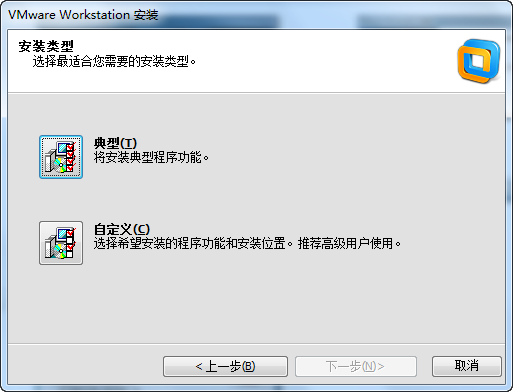 VMware Workstation 安装
安装类型
选择最适合您需要的安装类型。
典型(T)
将安装典型程序功能。
自定义(C)
选择希望安装的程序功能和安装位置。推荐高级用户使用。
< 上一步(B)
下一步(N) >
取消